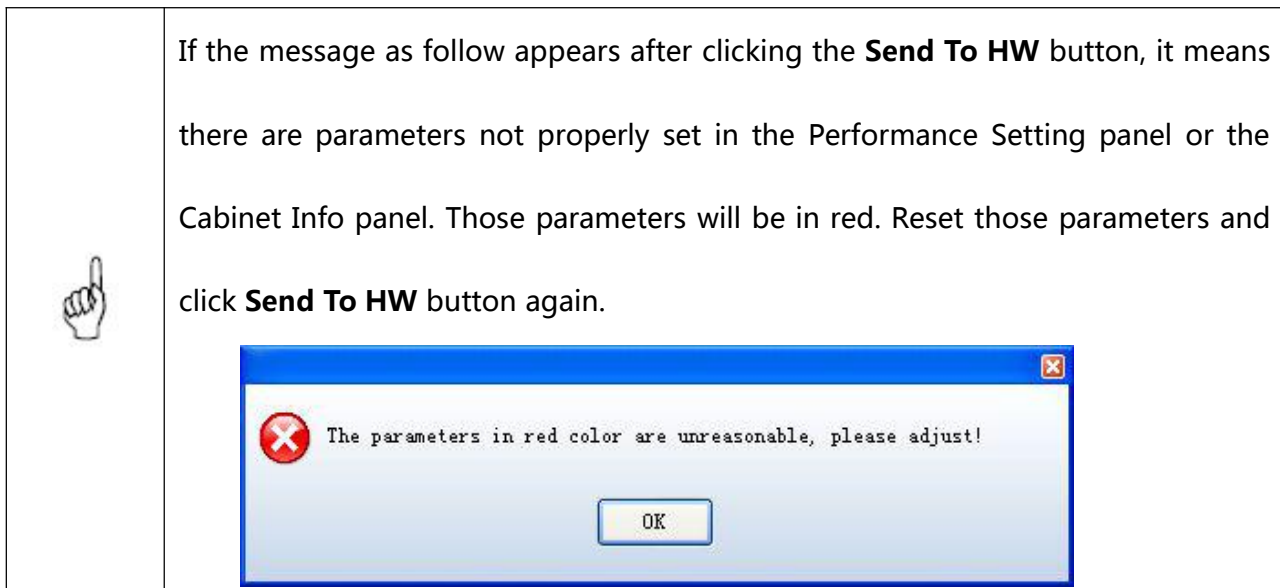 If the message as follow appears after clicking the Send To HW button, it means
there are parameters not properly set in the Performance Setting panel or the
Cabinet Info panel. Those parameters will be in red. Reset those parameters and
click Send To HW button again.
The parameters in red color are unreasonable, please adjust!
OK